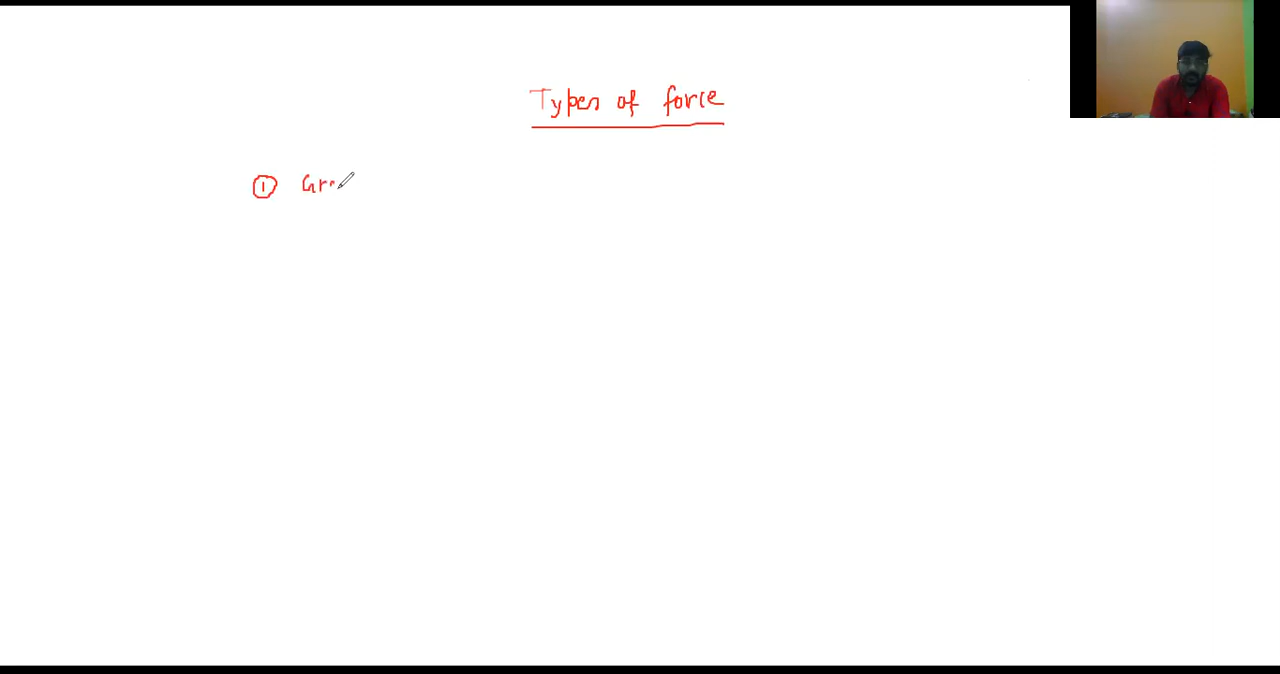 Types of force
① Gr